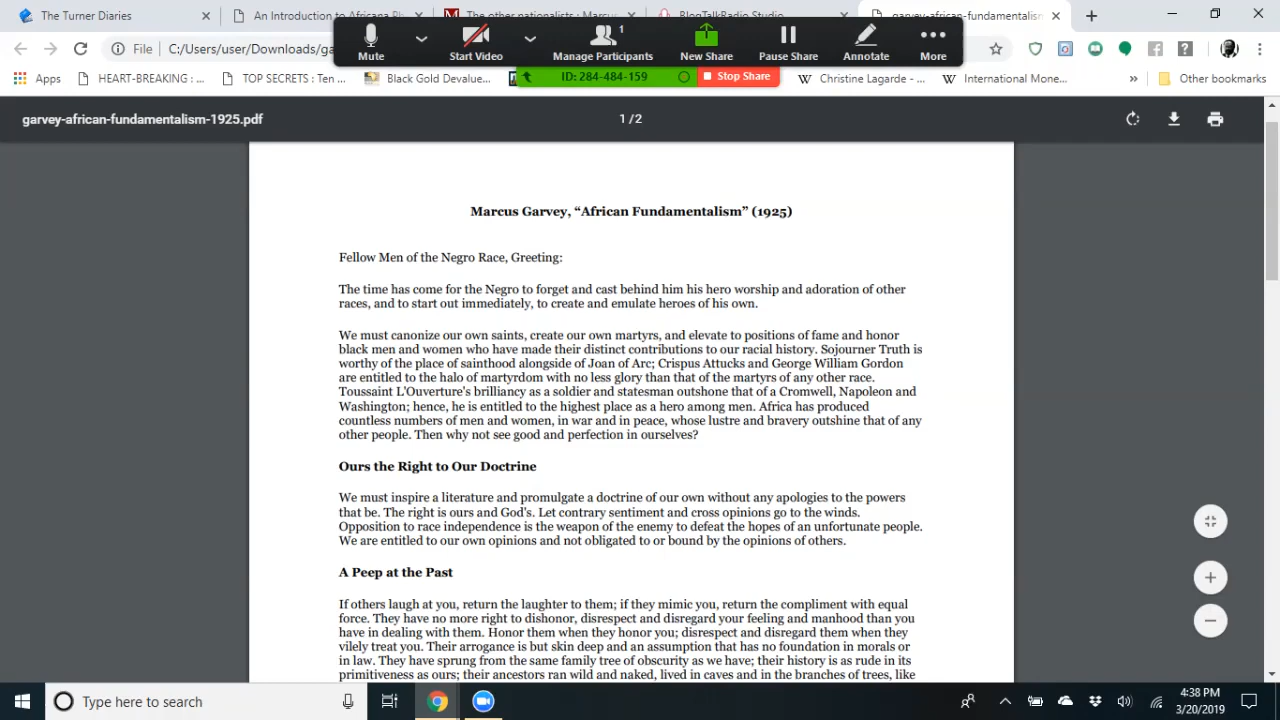 The Turner Diaries
An Introduction to Africana Ph
The other nationalists : Marcus
BlogTalkRadio Studio
garvey-african-fundamentalism
File
C:/Users/user/Downloads/ga
Mute
Start Video
1
Manage Participants
New Share
Pause Share
Annotate
More
ID: 284-484-159
Stop Share
Apps
HEART-BREAKING :
TOP SECRETS: Ten ...
Black Gold Devalue...
Christine Lagarde - ...
International Mone...
»
Other bookmarks
garvey-african-fundamentalism-1925.pdf
1 / 2
Marcus Garvey, “African Fundamentalism” (1925)
Fellow Men of the Negro Race, Greeting:
The time has come for the Negro to forget and cast behind him his hero worship and adoration of other
races, and to start out immediately, to create and emulate heroes of his own.
We must canonize our own saints, create our own martyrs, and elevate to positions of fame and honor
black men and women who have made their distinct contributions to our racial history. Sojourner Truth is
worthy of the place of sainthood alongside of Joan of Arc; Crispus Attucks and George William Gordon
are entitled to the halo of martyrdom with no less glory than that of the martyrs of any other race.
Toussaint L'Ouverture's brilliancy as a soldier and statesman outshone that of a Cromwell, Napoleon and
Washington; hence, he is entitled to the highest place as a hero among men. Africa has produced
countless numbers of men and women, in war and in peace, whose lustre and bravery outshine that of any
other people. Then why not see good and perfection in ourselves?
Ours the Right to Our Doctrine
We must inspire a literature and promulgate a doctrine of our own without any apologies to the powers
that be. The right is ours and God's. Let contrary sentiment and cross opinions go to the winds.
Opposition to race independence is the weapon of the enemy to defeat the hopes of an unfortunate people.
We are entitled to our own opinions and not obligated to or bound by the opinions of others.
A Peep at the Past
If others laugh at you, return the laughter to them; if they mimic you, return the compliment with equal
force. They have no more right to dishonor, disrespect and disregard your feeling and manhood than you
have in dealing with them. Honor them when they honor you; disrespect and disregard them when they
vilely treat you. Their arrogance is but skin deep and an assumption that has no foundation in morals or
in law. They have sprung from the same family tree of obscurity as we have; their history is as rude in its
primitiveness as ours; their ancestors ran wild and naked, lived in caves and in the branches of trees, like
Type here to search
4:38 PM
3/20/2019